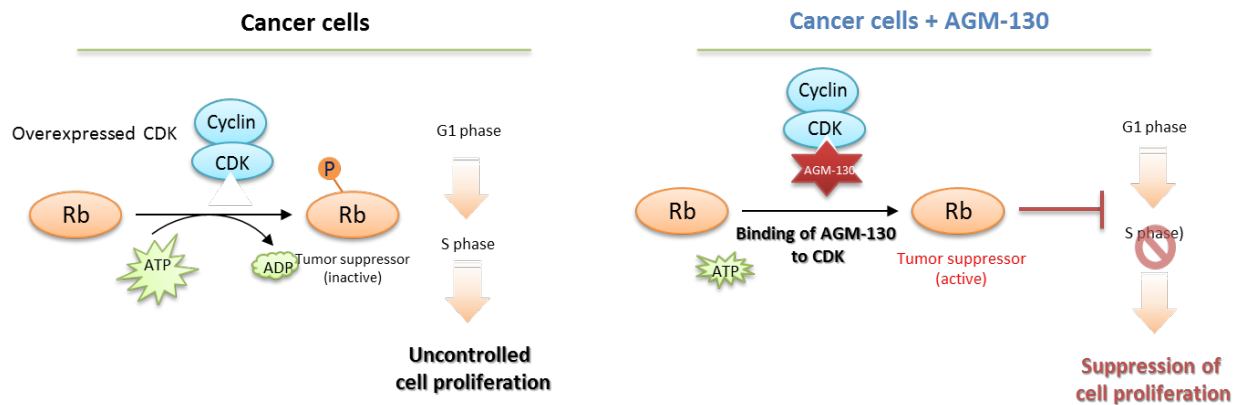 Cancer cells
Overexpressed CDK
Cyclin
CDK
P
Rb
Rb
ATP
ADP
Tumor suppressor
(inactive)
G1 phase
S phase
Uncontrolled
cell proliferation
Cancer cells + AGM-130
Cyclin
CDK
AGM-130
Rb
Rb
ATP
Binding of AGM-130
to CDK
Tumor suppressor
(active)
G1 phase
S phase)
Suppression of
cell proliferation